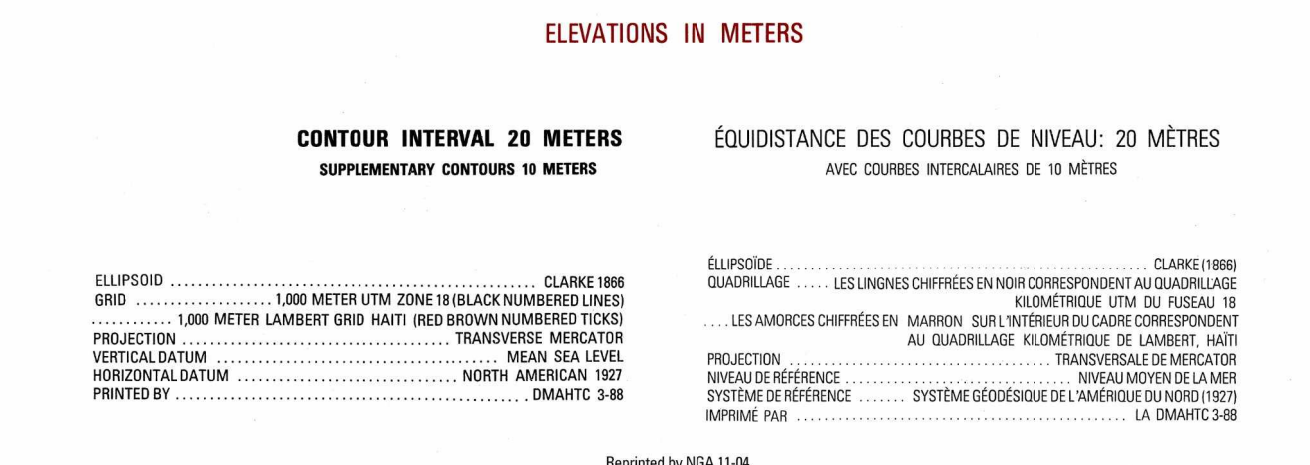 ELEVATIONS IN METERS
CONTOUR INTERVAL 20 METERS
SUPPLEMENTARY CONTOURS 10 METERS
ELLIPSOID ..................................................... CLARKE 1866
GRID .................... 1,000 METER UTM ZONE 18 (BLACK NUMBERED LINES)
............ 1,000 METER LAMBERT GRID HAITI (RED BROWN NUMBERED TICKS)
PROJECTION ....................................... TRANSVERSE MERCATOR
VERTICAL DATUM ......................................... MEAN SEA LEVEL
HORIZONTAL DATUM ................................ NORTH AMERICAN 1927
PRINTED BY ................................................... DMAHTC 3-88
ÉQUIDISTANCE DES COURBES DE NIVEAU: 20 MÈTRES
AVEC COURBES INTERCALAIRES DE 10 MÈTRES
ÉLLIPSOÏDE ...................................................... CLARKE (1866)
QUADRILLAGE ..... LES LINGNES CHIFFRÉES EN NOIR CORRESPONDENT AU QUADRILLAGE
KILOMÉTRIQUE UTM DU FUSEAU 18
.... LES AMORCES CHIFFRÉES EN MARRON SUR L'INTÉRIEUR DU CADRE CORRESPONDENT
AU QUADRILLAGE KILOMÉTRIQUE DE LAMBERT, HAÏTI
PROJECTION ...................................... TRANSVERSALE DE MERCATOR
NIVEAU DE RÉFÉRENCE ................................. NIVEAU MOYEN DE LA MER
SYSTÈME DE RÉFÉRENCE ....... SYSTÈME GÉODÉSIQUE DE L'AMÉRIQUE DU NORD (1927)
IMPRIMÉ PAR ................................................ LA DMAHTC 3-88
Reprinted by NGA 11-04